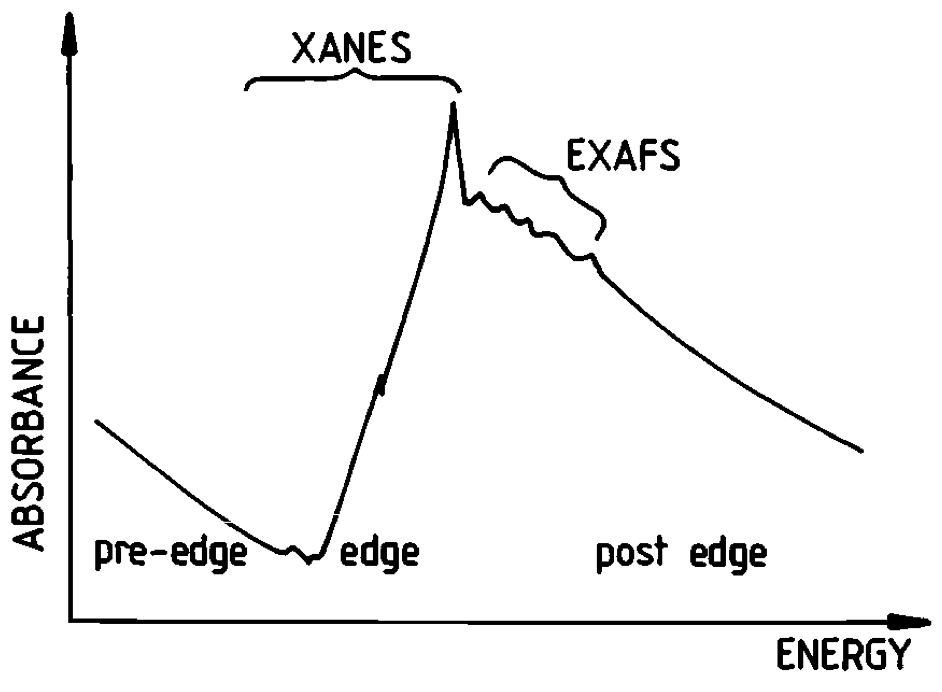 XANES
EXAFS
ABSORBANCE
pre-edge edge post edge
ENERGY